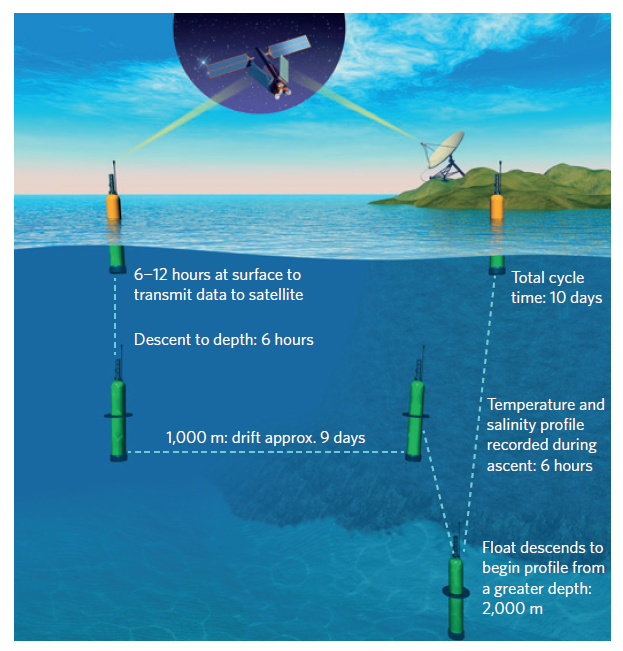 6–12 hours at surface to
transmit data to satellite
Total cycle
time: 10 days
Descent to depth: 6 hours
1,000 m: drift approx. 9 days
Temperature and
salinity profile
recorded during
ascent: 6 hours
Float descends to
begin profile from
a greater depth:
2,000 m